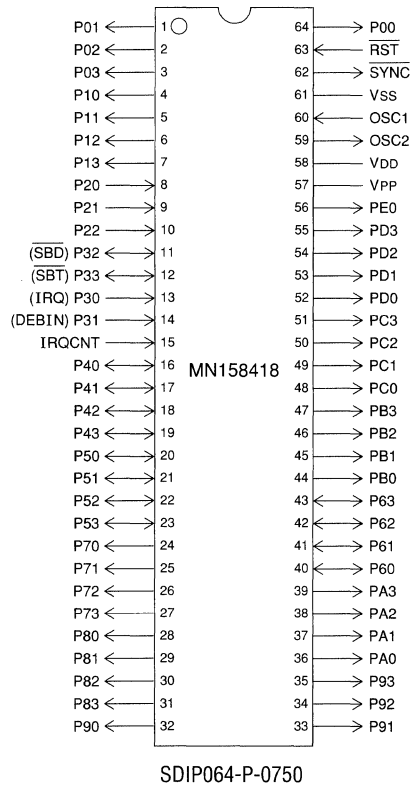 P01 1 64 P00
P02 2 63 RST
P03 3 62 SYNC
P10 4 61 VSS
P11 5 60 OSC1
P12 6 59 OSC2
P13 7 58 VDD
P20 8 57 VPP
P21 9 56 PE0
P22 10 55 PD3
(SBD) P32 11 54 PD2
(SBT) P33 12 53 PD1
(IRQ) P30 13 52 PD0
(DEBIN) P31 14 51 PC3
IRQCNT 15 50 PC2
P40 16 49 PC1
MN158418
P41 17 48 PC0
P42 18 47 PB3
P43 19 46 PB2
P50 20 45 PB1
P51 21 44 PB0
P52 22 43 P63
P53 23 42 P62
P70 24 41 P61
P71 25 40 P60
P72 26 39 PA3
P73 27 38 PA2
P80 28 37 PA1
P81 29 36 PA0
P82 30 35 P93
P83 31 34 P92
P90 32 33 P91
SDIP064-P-0750